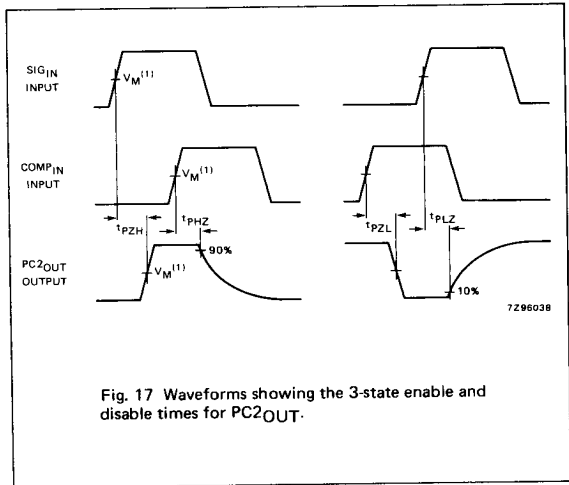 SIGIN
INPUT
VM(1)
COMPIN
INPUT
VM(1)
tPZH
tPHZ
tPZL
tPLZ
PC2OUT
OUTPUT
VM(1)
90%
10%
7Z96038
Fig. 17 Waveforms showing the 3-state enable and
disable times for PC2OUT.